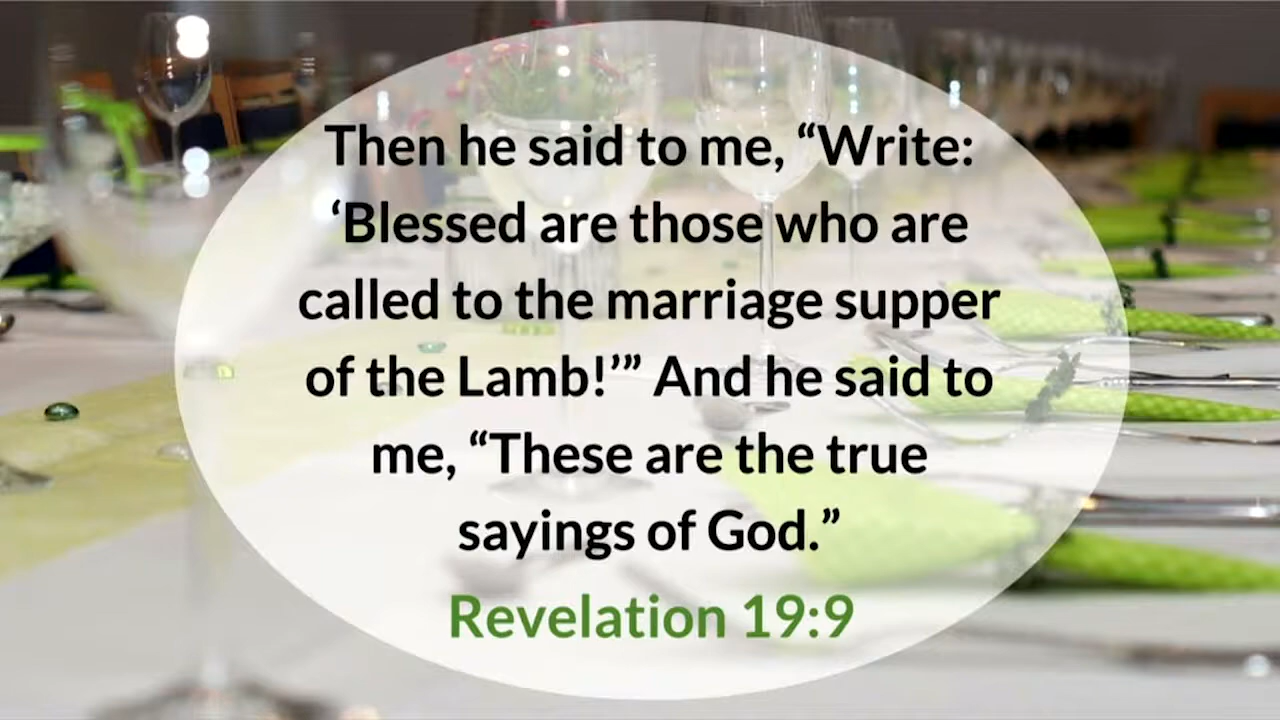 Then he said to me, “Write:
‘Blessed are those who are
called to the marriage supper
of the Lamb!’” And he said to
me, “These are the true
sayings of God.”
Revelation 19:9